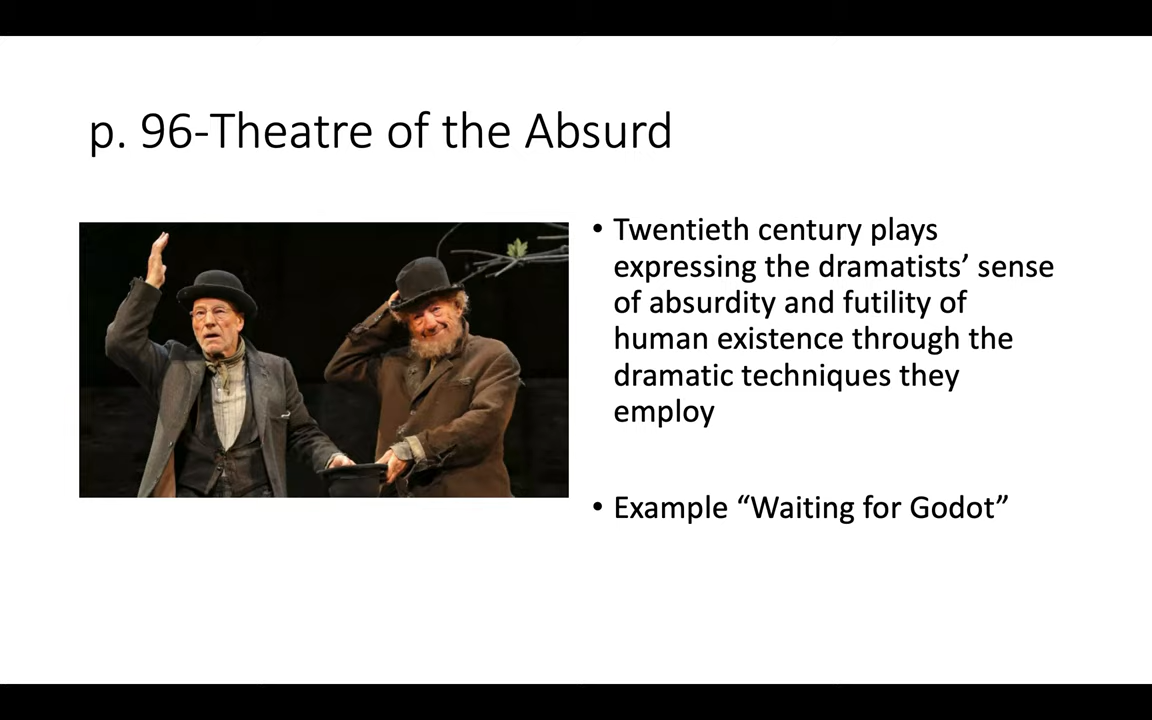 p. 96-Theatre of the Absurd
• Twentieth century plays
expressing the dramatists’ sense
of absurdity and futility of
human existence through the
dramatic techniques they
employ
• Example “Waiting for Godot”